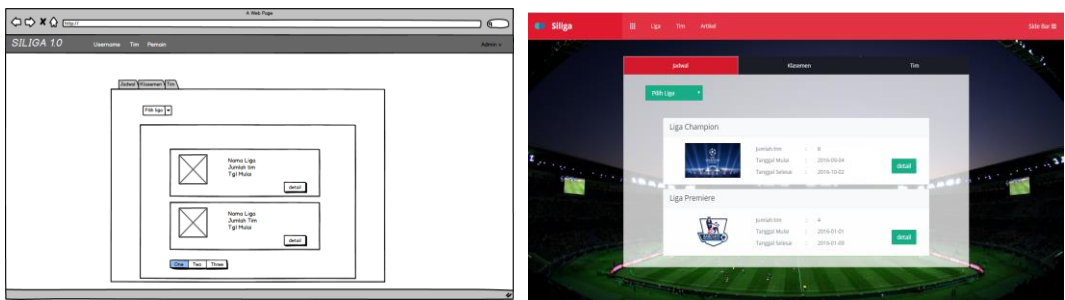 A Web Page
http://
SILIGA 1.0 Username Tim Pemain Admin
Jadwal Klasemen Tim
Pilih liga
Nama Liga
Jumlah tim
Tgl Mulai
detail
Nama Liga
Jumlah Tim
Tgl Mulai
detail
One Two Three
Siliga Liga Tim Artikel Side Bar
Jadwal Klasemen Tim
Pilih Liga
Liga Champion
Jumlah tim : 8
Tanggal Mulai : 2016-09-04
Tanggal Selesai : 2016-10-02
detail
Liga Premiere
Jumlah tim : 4
Tanggal Mulai : 2016-01-01
Tanggal Selesai : 2016-01-09
detail